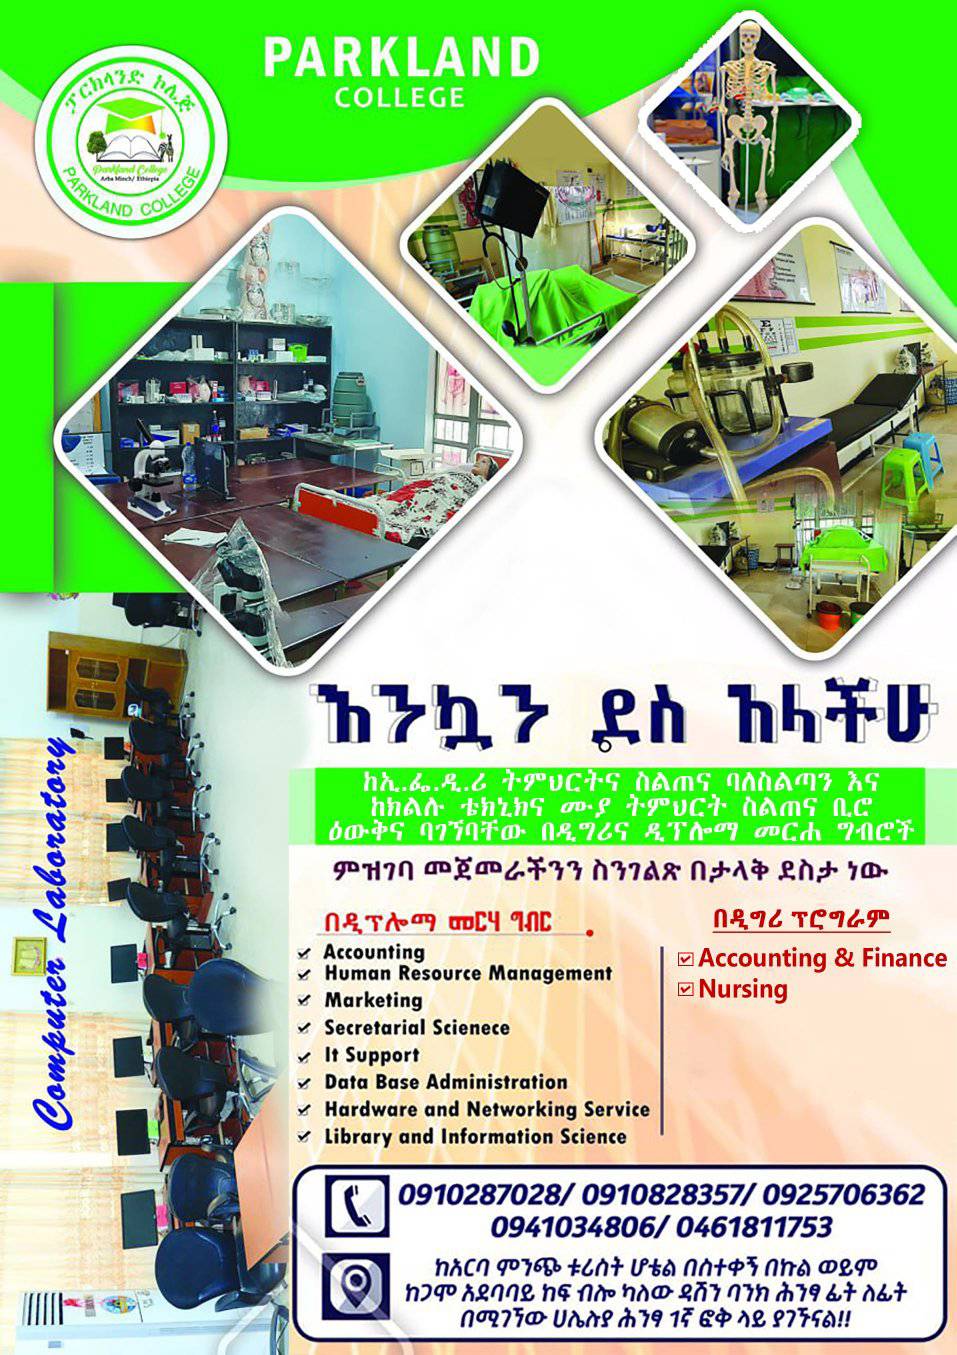 PARKLAND
COLLEGE
ፓርክላንድ ኮሌጅ
Parkland College
Arba Minch/ Ethiopia
PARKLAND COLLEGE
Computer Laboratory
እንኳን ደስ አላችሁ
ከኢ.ፌ.ዲ.ሪ ትምህርትና ስልጠና ባለስልጣን እና
ከክልሉ ቴክኒክና ሙያ ትምህርት ስልጠና ቢሮ
ዕውቅና ባገኘባቸው በዲግሪና ዲፕሎማ መርሐ ግብሮች
ምዝገባ መጀመራችንን ስንገልጽ በታላቅ ደስታ ነው
በዲፕሎማ መርሃ ግብር
Accounting
Human Resource Management
Marketing
Secretarial Scienece
It Support
Data Base Administration
Hardware and Networking Service
Library and Information Science
በዲግሪ ፕሮግራም
Accounting & Finance
Nursing
0910287028/ 0910828357/ 0925706362
0941034806/ 0461811753
ከአርባ ምንጭ ቱሪስት ሆቴል በስተቀኝ በኩል ወይም
ከጋሞ አደባባይ ከፍ ብሎ ካለው ዳሽን ባንክ ሕንፃ ፊት ለፊት
በሚገኘው ሀሌሉያ ሕንፃ 1ኛ ፎቅ ላይ ያገኙናል!!